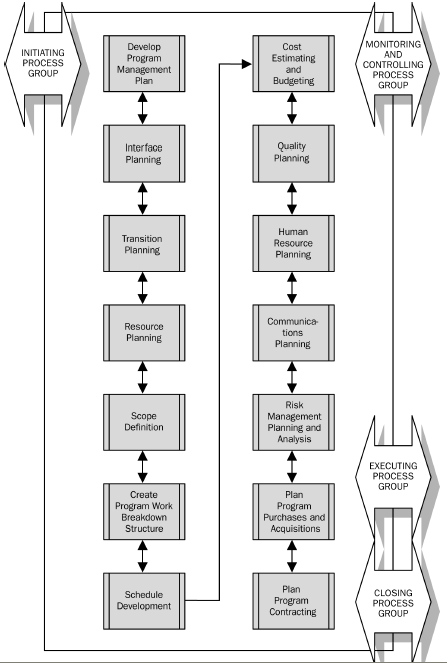 INITIATING
PROCESS
GROUP
Develop
Program
Management
Plan
Interface
Planning
Transition
Planning
Resource
Planning
Scope
Definition
Create
Program Work
Breakdown
Structure
Schedule
Development
Cost
Estimating
and
Budgeting
Quality
Planning
Human
Resource
Planning
Communica-
tions
Planning
Risk
Management
Planning and
Analysis
Plan
Program
Purchases and
Acquisitions
Plan
Program
Contracting
MONITORING
AND
CONTROLLING
PROCESS
GROUP
EXECUTING
PROCESS
GROUP
CLOSING
PROCESS
GROUP